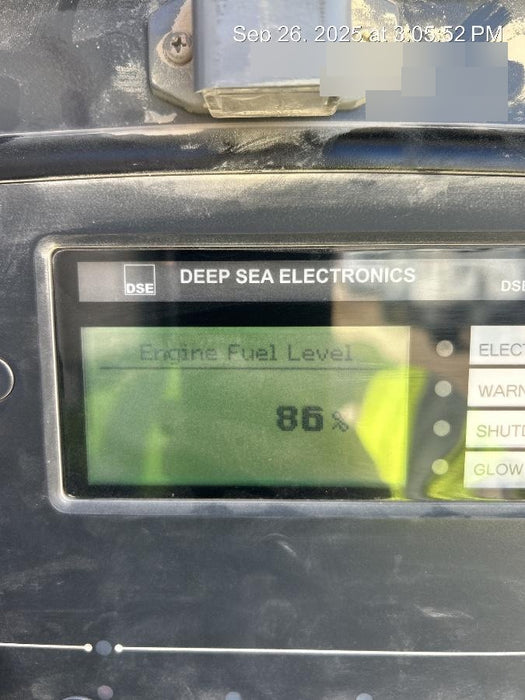 Sep 26, 2025 at 3:05:52 PM
DSE
DEEP SEA ELECTRONICS
DSE
Engine Fuel Level
86 %
ELECT
WARN
SHUTD
GLOW